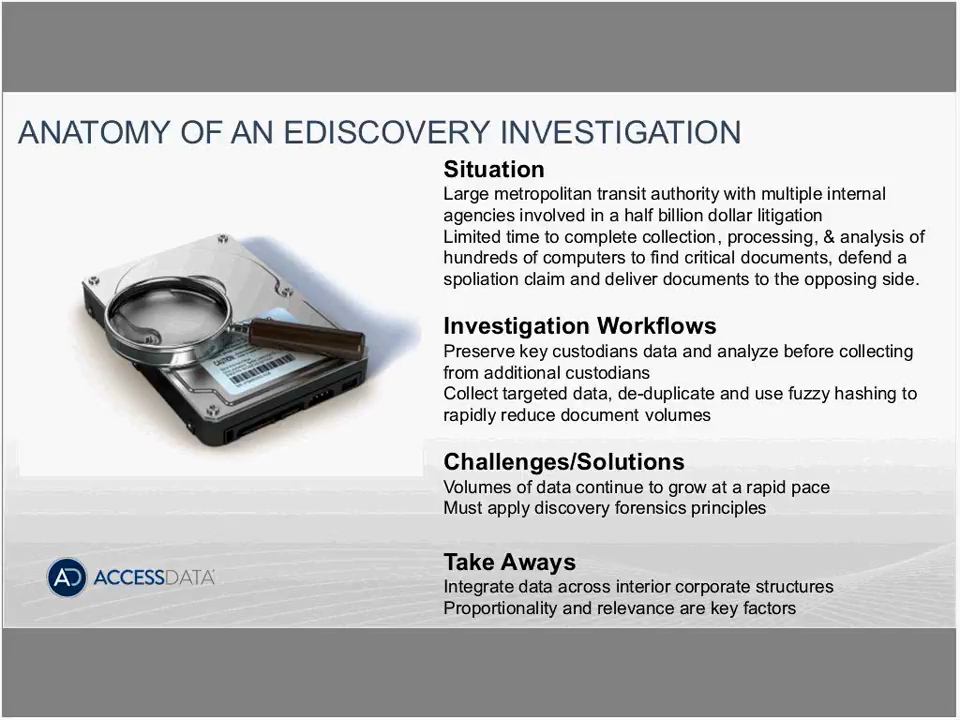 ANATOMY OF AN EDISCOVERY INVESTIGATION
Situation
Large metropolitan transit authority with multiple internal
agencies involved in a half billion dollar litigation
Limited time to complete collection, processing, & analysis of
hundreds of computers to find critical documents, defend a
spoliation claim and deliver documents to the opposing side.
Investigation Workflows
Preserve key custodians data and analyze before collecting
from additional custodians
Collect targeted data, de-duplicate and use fuzzy hashing to
rapidly reduce document volumes
Challenges/Solutions
Volumes of data continue to grow at a rapid pace
Must apply discovery forensics principles
Take Aways
Integrate data across interior corporate structures
Proportionality and relevance are key factors
AD ACCESSDATA
CAUTION